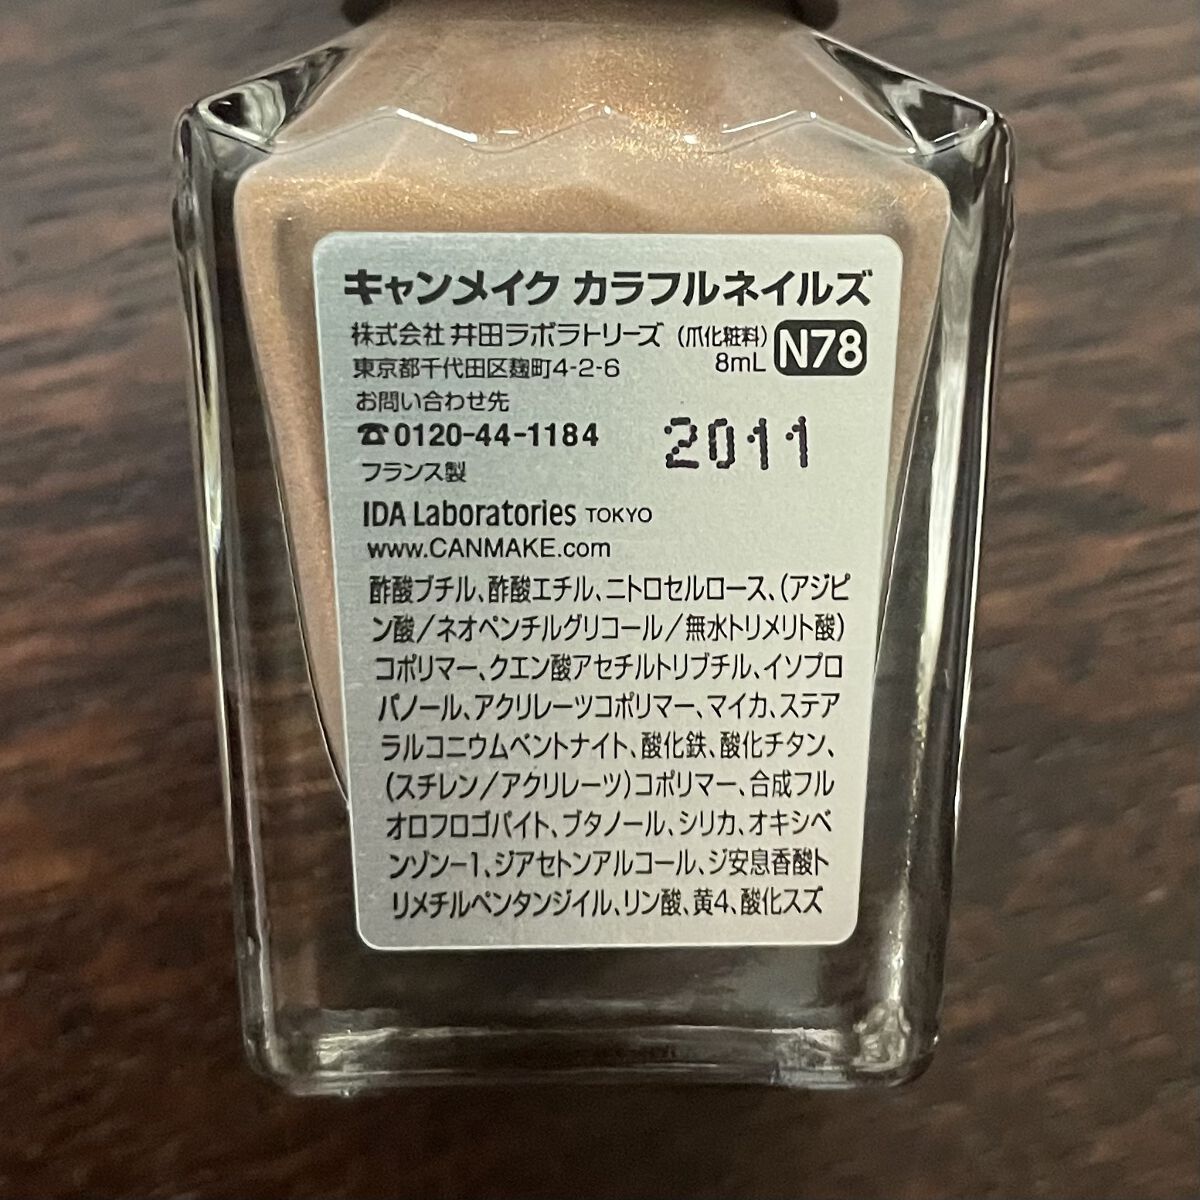 キャンメイク カラフルネイルズ
株式会社 井田ラボラトリーズ (爪化粧料)
東京都千代田区麹町4-2-6 8mL N78
お問い合わせ先
☎0120-44-1184 2011
フランス製
IDA Laboratories TOKYO
www.CANMAKE.com
酢酸ブチル、酢酸エチル、ニトロセルロース、(アジピ
ン酸/ネオペンチルグリコール/無水トリメリト酸)
コポリマー、クエン酸アセチルトリブチル、イソプロ
パノール、アクリレーツコポリマー、マイカ、ステア
ラルコニウムベントナイト、酸化鉄、酸化チタン、
(スチレン/アクリレーツ)コポリマー、合成フル
オロフロゴパイト、ブタノール、シリカ、オキシベ
ンゾン-1、ジアセトンアルコール、ジ安息香酸ト
リメチルペンタンジイル、リン酸、黄4、酸化スズ